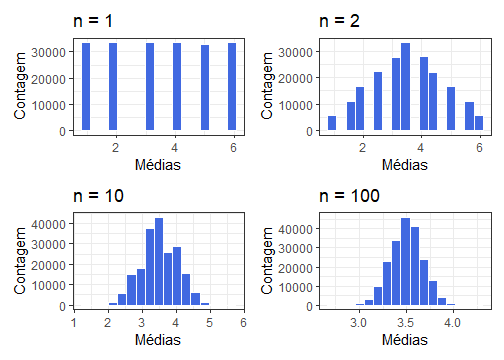 n = 1
Contagem
30000
20000
10000
0
2 4 6
Médias
n = 2
Contagem
30000
20000
10000
0
2 4 6
Médias
n = 10
Contagem
40000
30000
20000
10000
0
1 2 3 4 5 6
Médias
n = 100
Contagem
40000
30000
20000
10000
0
3.0 3.5 4.0
Médias